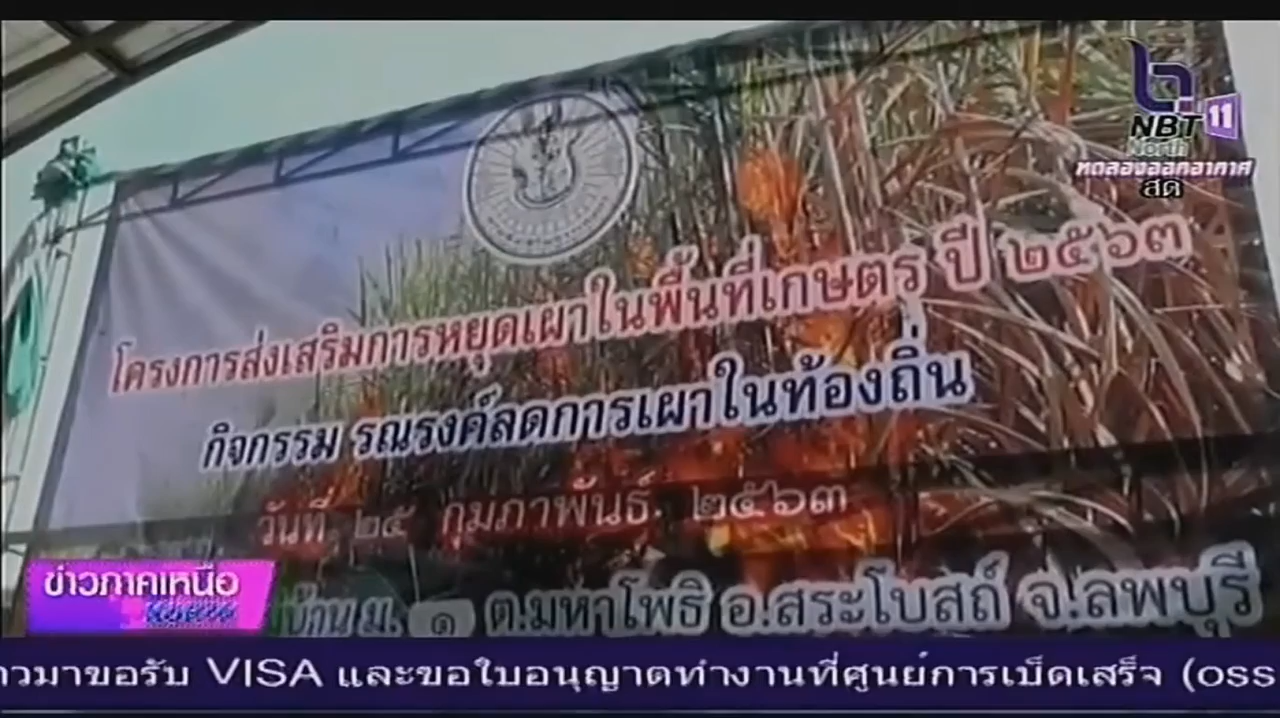 NBT
11
North
ทดลองออกอากาศ
สด
โครงการส่งเสริมการหยุดเผาในพื้นที่เกษตร ปี ๒๕๖๓
กิจกรรม รณรงค์ลดการเผาในท้องถิ่น
วันที่ ๒๕ กุมภาพันธ์ ๒๕๖๓
บ้าน ม. ๑ ต.มหาโพธิ อ.สระโบสถ์ จ.ลพบุรี
ข่าวภาคเหนือ
วมาขอรับ VISA และขอใบอนุญาตทำงานที่ศูนย์การเบ็ดเสร็จ (oss